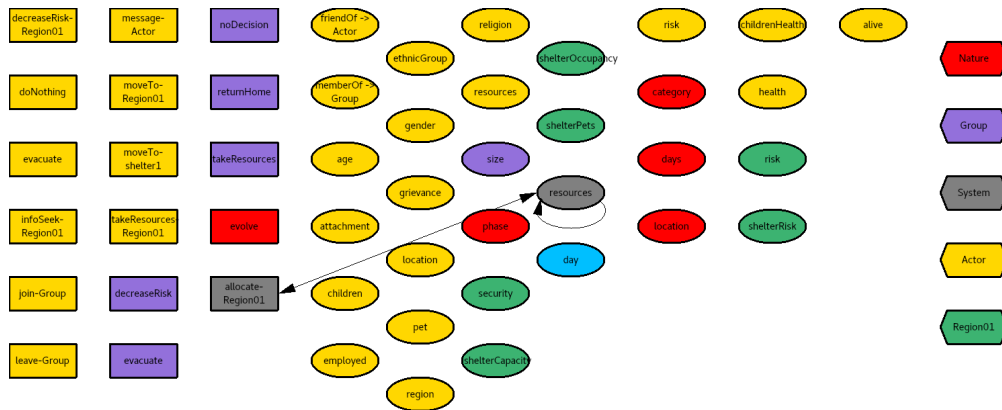 decreaseRisk-
Region01
message-
Actor
noDecision
friendOf ->
Actor
religion
risk
childrenHealth
alive
ethnicGroup
shelterOccupancy
Nature
doNothing
moveTo-
Region01
returnHome
memberOf ->
Group
resources
category
health
gender
shelterPets
Group
evacuate
moveTo-
shelter1
takeResources
age
size
days
risk
grievance
resources
System
infoSeek-
Region01
takeResources-
Region01
evolve
attachment
phase
location
shelterRisk
location
day
Actor
join-Group
decreaseRisk
allocate-
Region01
children
security
pet
Region01
leave-Group
evacuate
employed
shelterCapacity
region